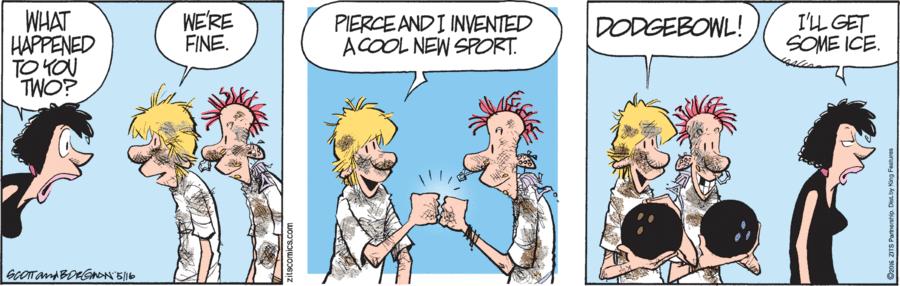 WHAT
HAPPENED
TO YOU
TWO?
WE'RE
FINE.
SCOTT and BORGMAN 5/16
zitscomics.com
PIERCE AND I INVENTED
A COOL NEW SPORT.
DODGEBOWL!
I'LL GET
SOME ICE.
©2016 ZITS Partnership. Dist. by King Features